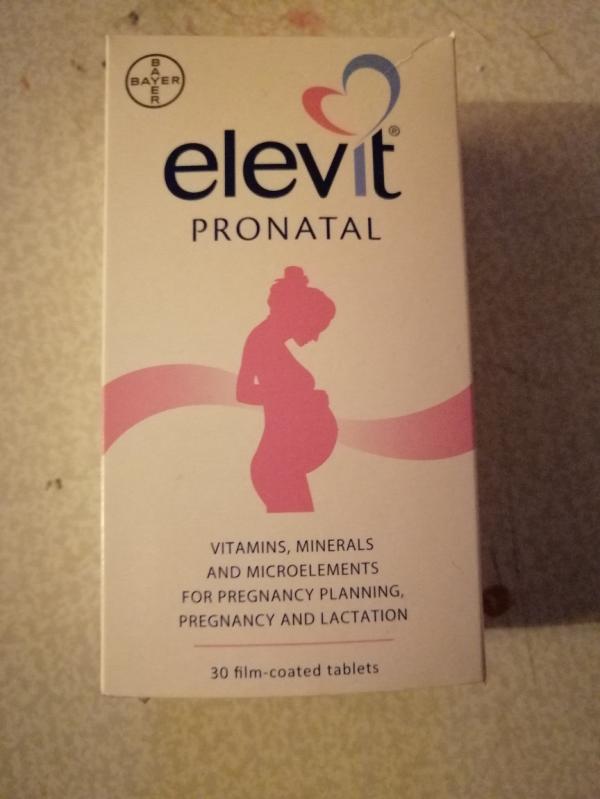 BAYER
BAYER
elevit®
PRONATAL
VITAMINS, MINERALS
AND MICROELEMENTS
FOR PREGNANCY PLANNING,
PREGNANCY AND LACTATION
30 film-coated tablets